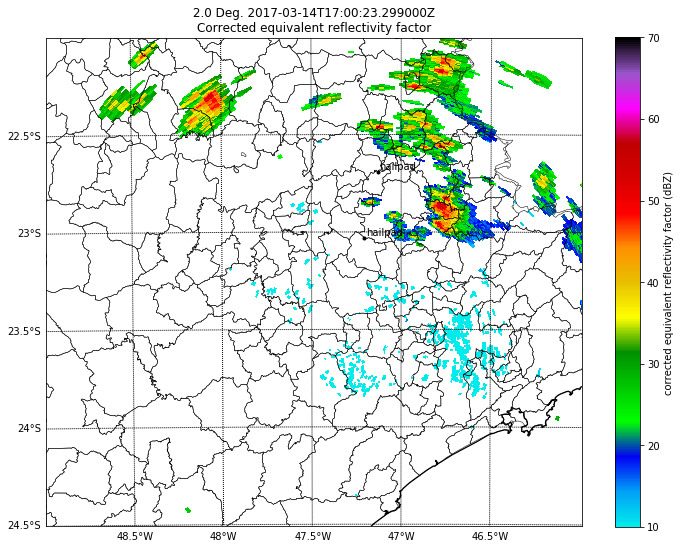 2.0 Deg. 2017-03-14T17:00:23.299000Z
Corrected equivalent reflectivity factor
22.5°S
23°S
23.5°S
24°S
24.5°S
48.5°W
48°W
47.5°W
47°W
46.5°W
hailpad
hailpad
70
60
50
40
30
20
10
corrected equivalent reflectivity factor (dBZ)